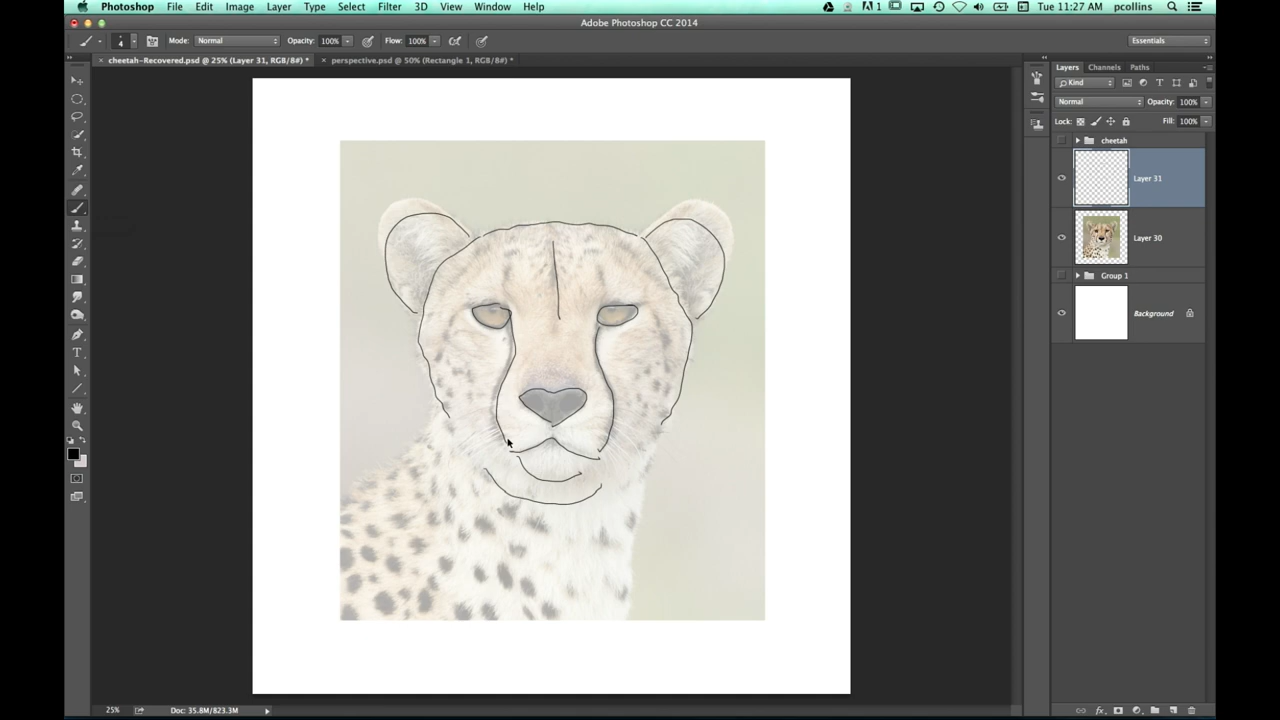 Photoshop File Edit Image Layer Type Select Filter 3D View Window Help 1 Tue 11:27 AM pcollins
Adobe Photoshop CC 2014
4 Mode: Normal Opacity: 100% Flow: 100% Essentials
× cheetah-Recovered.psd @ 25% (Layer 31, RGB/8#) * × perspective.psd @ 50% (Rectangle 1, RGB/8#) *
Layers Channels Paths
Kind
Normal Opacity: 100%
Lock: Fill: 100%
cheetah
Layer 31
Layer 30
Group 1
Background
25% Doc: 35.8M/823.3M